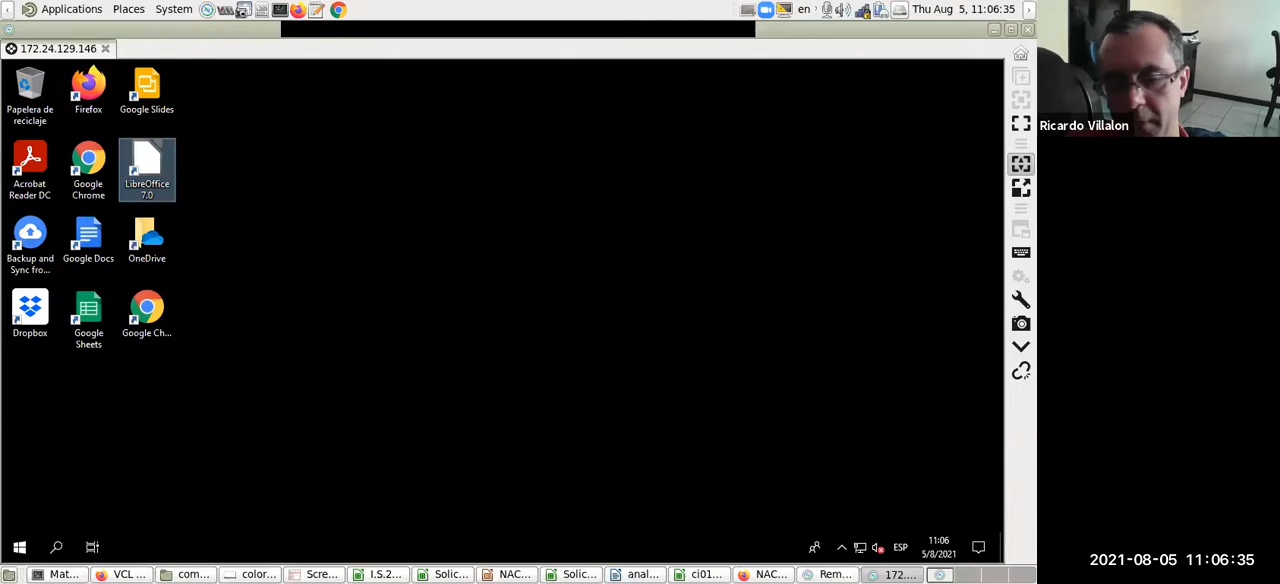 Applications Places System en Thu Aug 5, 11:06:35
172.24.129.146
Papelera de reciclaje
Firefox
Google Slides
Acrobat Reader DC
Google Chrome
LibreOffice 7.0
Backup and Sync fro...
Google Docs
OneDrive
Dropbox
Google Sheets
Google Ch...
Ricardo Villalon
ESP
11:06
5/8/2021
2021-08-05 11:06:35
Mat... VCL ... com... color... Scre... I.S.2... Solic... NAC... Solic... anal... ci01... NAC... Rem... 172....